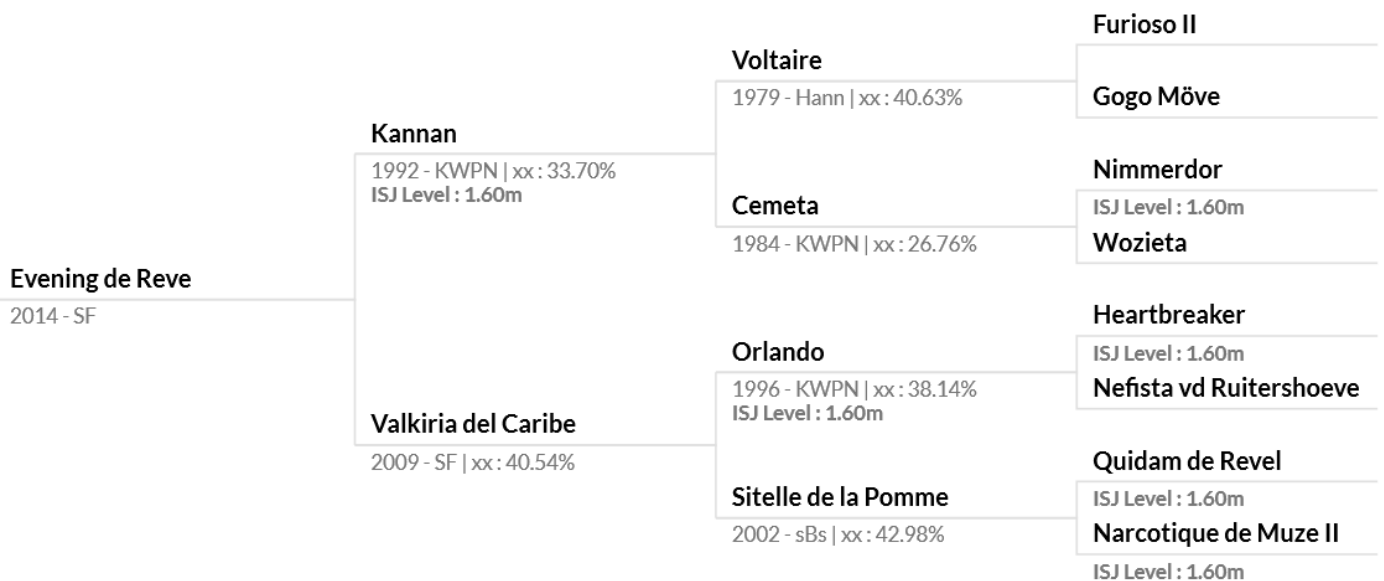 Furioso II
Voltaire
1979 - Hann | xx : 40.63%
Gogo Möve
Kannan
1992 - KWPN | xx : 33.70%
ISJ Level : 1.60m
Nimmerdor
ISJ Level : 1.60m
Cemeta
1984 - KWPN | xx : 26.76%
Wozieta
Evening de Reve
2014 - SF
Heartbreaker
ISJ Level : 1.60m
Orlando
1996 - KWPN | xx : 38.14%
ISJ Level : 1.60m
Nefista vd Ruitershoeve
Valkiria del Caribe
2009 - SF | xx : 40.54%
Quidam de Revel
ISJ Level : 1.60m
Sitelle de la Pomme
2002 - sBs | xx : 42.98%
Narcotique de Muze II
ISJ Level : 1.60m